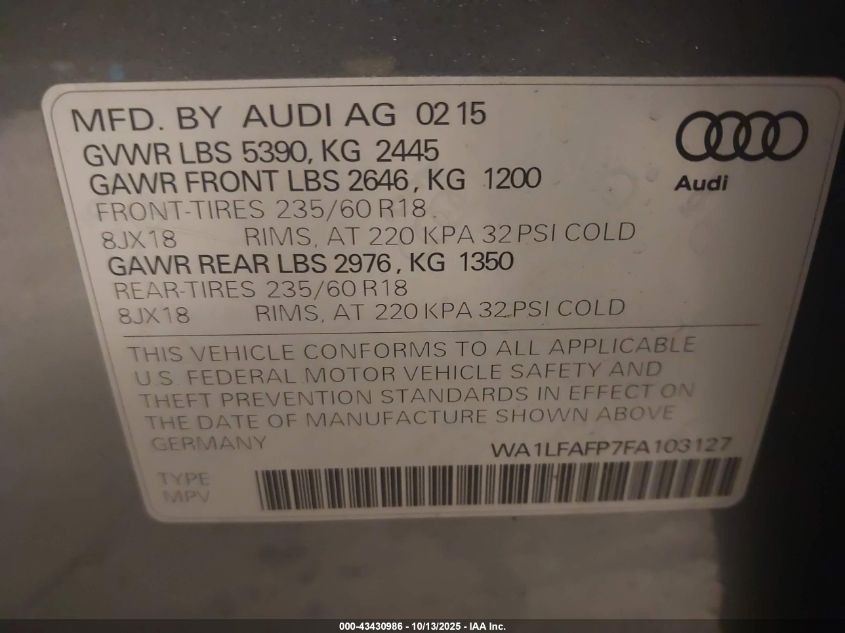 MFD. BY AUDI AG 02 15
GVWR LBS 5390, KG 2445
GAWR FRONT LBS 2646, KG 1200
FRONT-TIRES 235/60 R18
8JX18 RIMS, AT 220 KPA 32 PSI COLD
GAWR REAR LBS 2976, KG 1350
REAR-TIRES 235/60 R18
8JX18 RIMS, AT 220 KPA 32 PSI COLD
Audi
THIS VEHICLE CONFORMS TO ALL APPLICABLE
U.S. FEDERAL MOTOR VEHICLE SAFETY AND
THEFT PREVENTION STANDARDS IN EFFECT ON
THE DATE OF MANUFACTURE SHOWN ABOVE
GERMANY WA1LFAFP7FA103127
TYPE
MPV
000-43430986 - 10/13/2025 - IAA Inc.